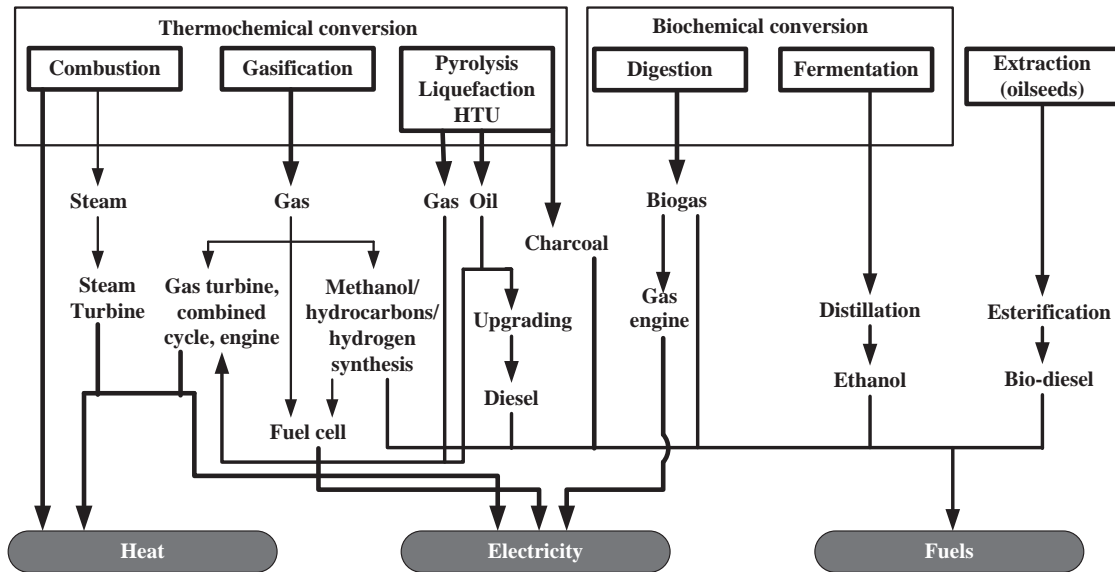 Thermochemical conversion
Biochemical conversion
Combustion
Gasification
Pyrolysis
Liquefaction
HTU
Digestion
Fermentation
Extraction
(oilseeds)
Steam
Gas
Gas
Oil
Biogas
Charcoal
Steam
Turbine
Gas turbine,
combined
cycle, engine
Methanol/
hydrocarbons/
hydrogen
synthesis
Upgrading
Gas
engine
Distillation
Esterification
Diesel
Ethanol
Bio-diesel
Fuel cell
Heat
Electricity
Fuels